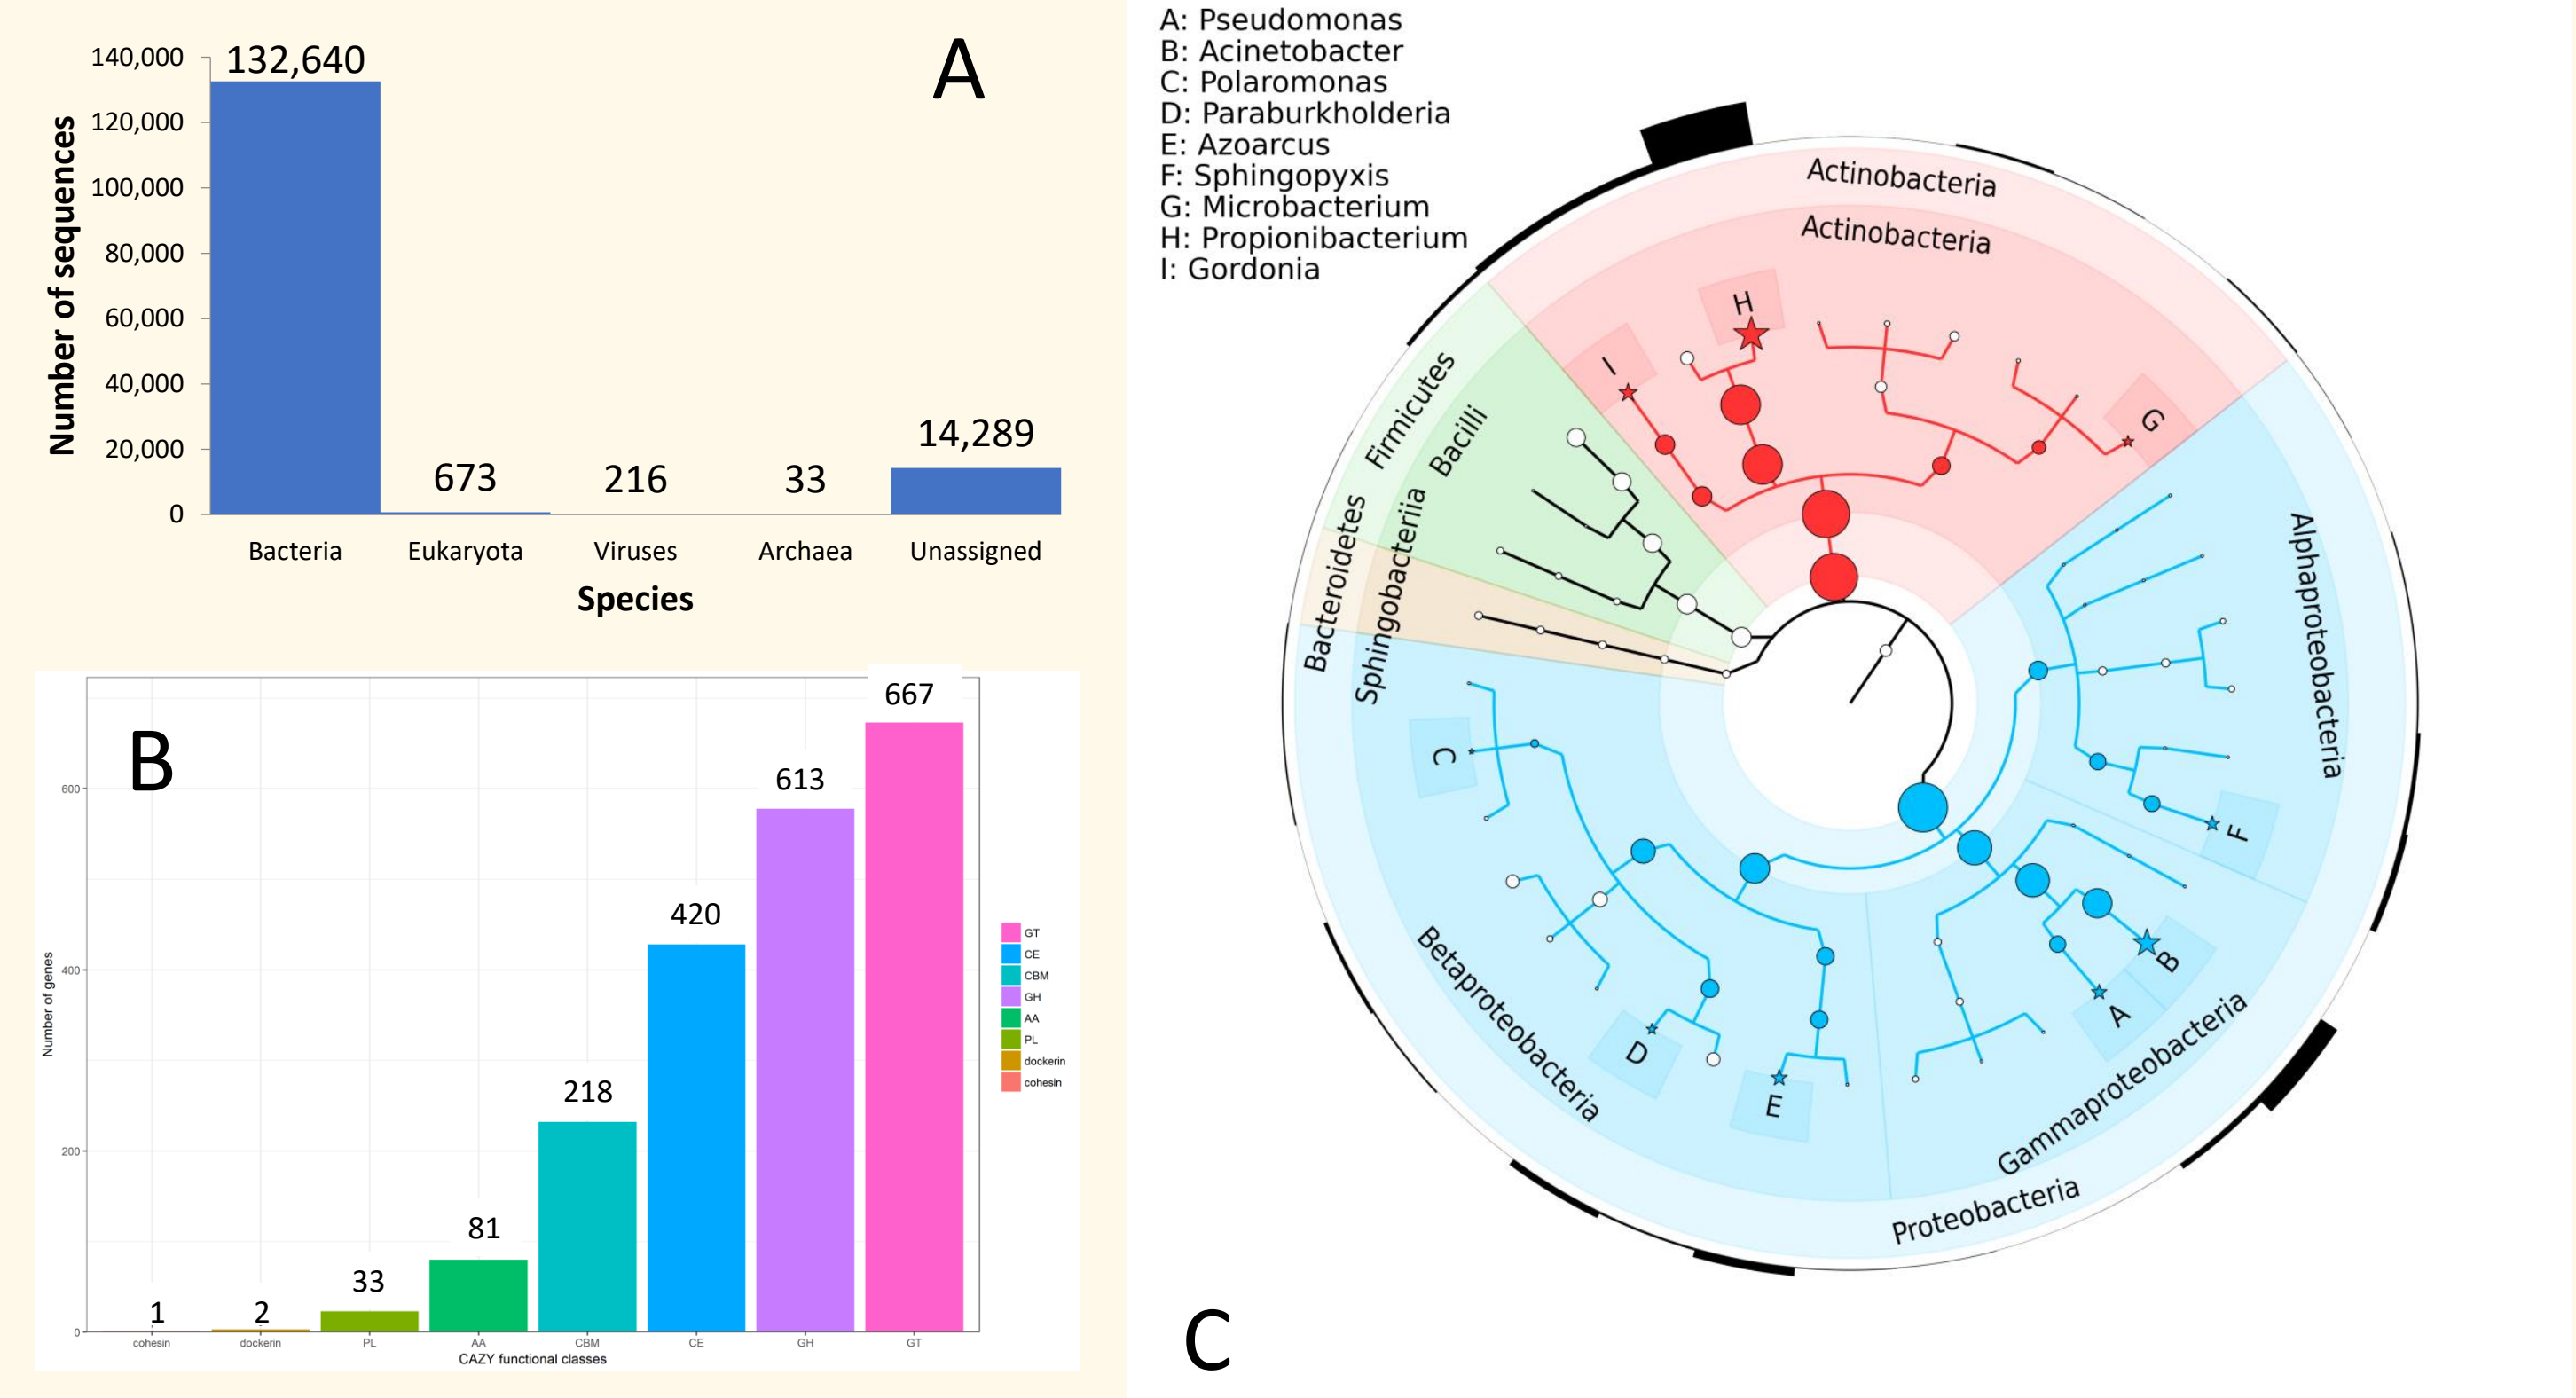 A
Number of sequences
140,000
120,000
100,000
80,000
60,000
40,000
20,000
0
132,640
673
216
33
14,289
Bacteria
Eukaryota
Viruses
Archaea
Unassigned
Species
B
Number of genes
600
400
200
0
1
2
33
81
218
420
613
667
cohesin
dockerin
PL
AA
CBM
CE
GH
GT
CAZY functional classes
GT
CE
CBM
GH
AA
PL
dockerin
cohesin
A: Pseudomonas
B: Acinetobacter
C: Polaromonas
D: Paraburkholderia
E: Azoarcus
F: Sphingopyxis
G: Microbacterium
H: Propionibacterium
I: Gordonia
Actinobacteria
Actinobacteria
H
I
G
Firmicutes
Bacilli
Bacteroidetes
Sphingobacteriia
Alphaproteobacteria
F
B
A
Gammaproteobacteria
Proteobacteria
Betaproteobacteria
C
D
E
C